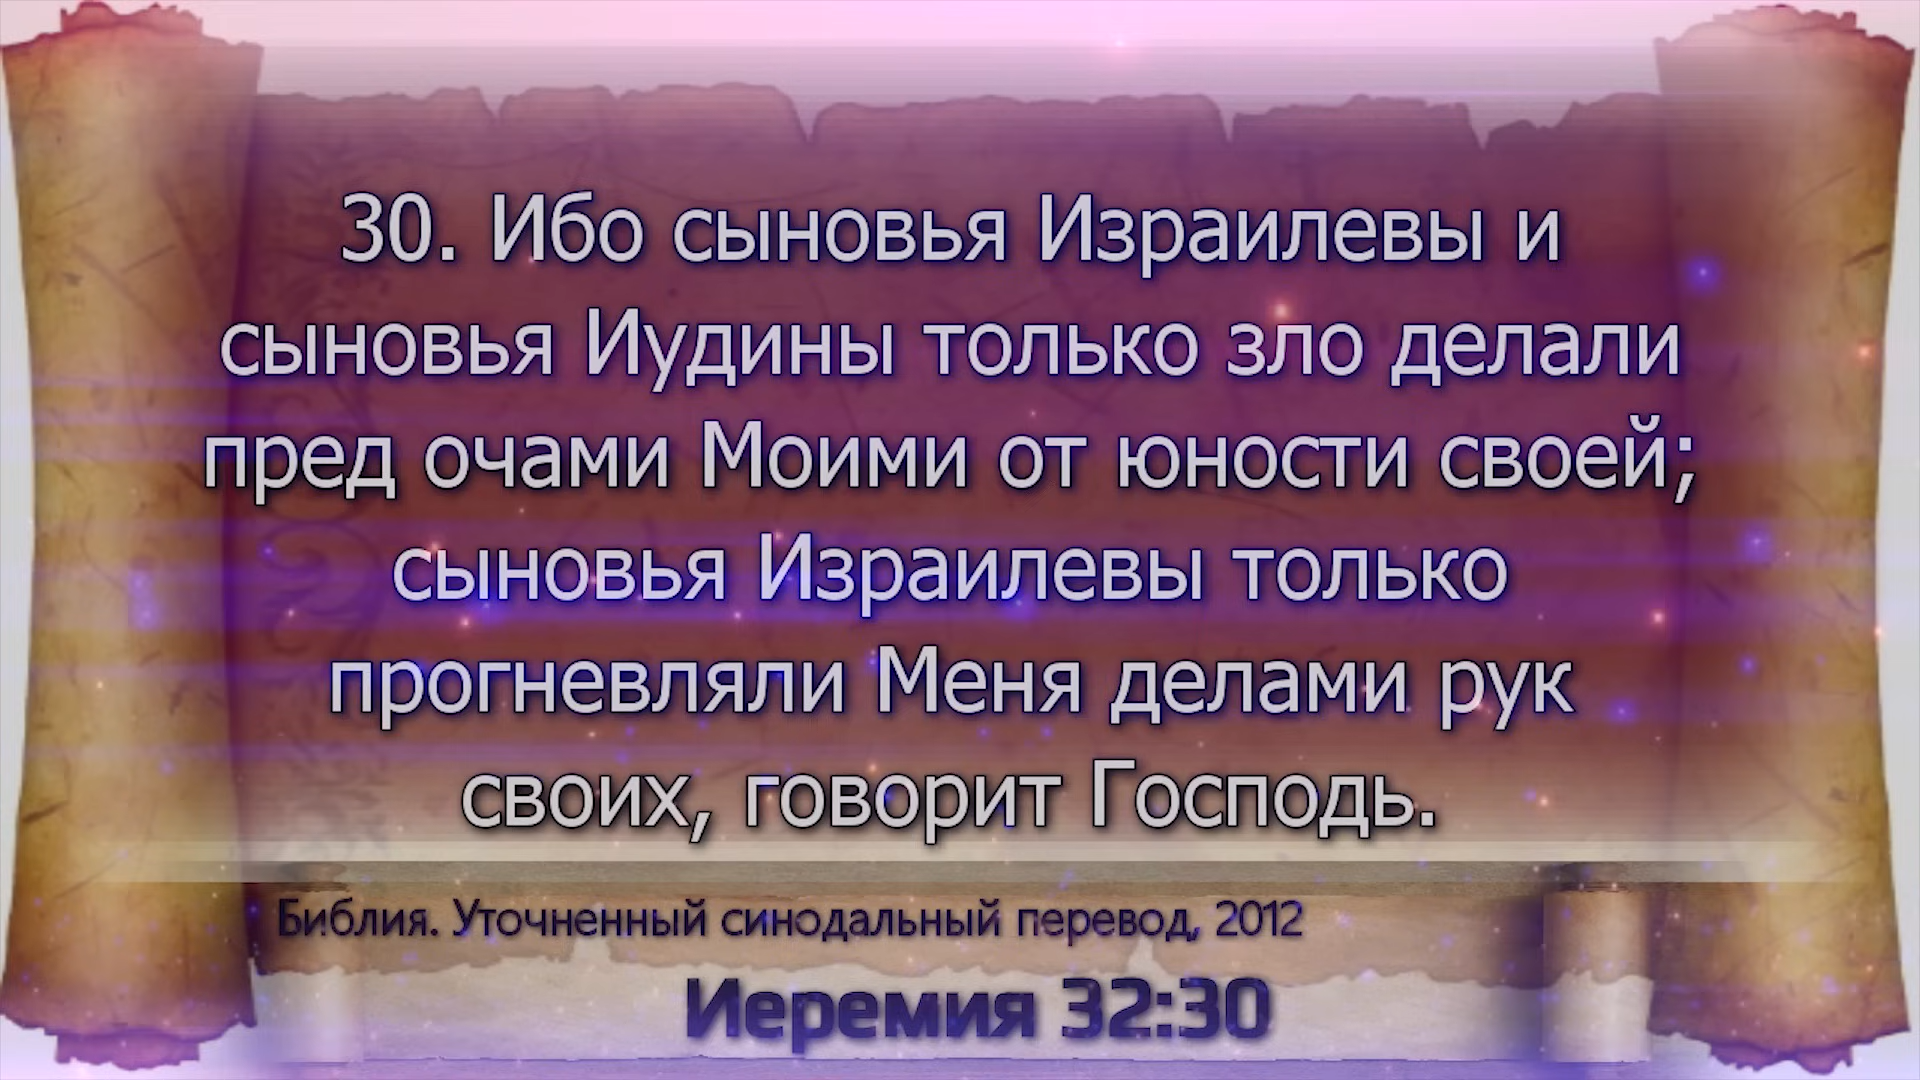 30. Ибо сыновья Израилевы и
сыновья Иудины только зло делали
пред очами Моими от юности своей;
сыновья Израилевы только
прогневляли Меня делами рук
своих, говорит Господь.
Библия. Уточненный синодальный перевод, 2012
Иеремия 32:30